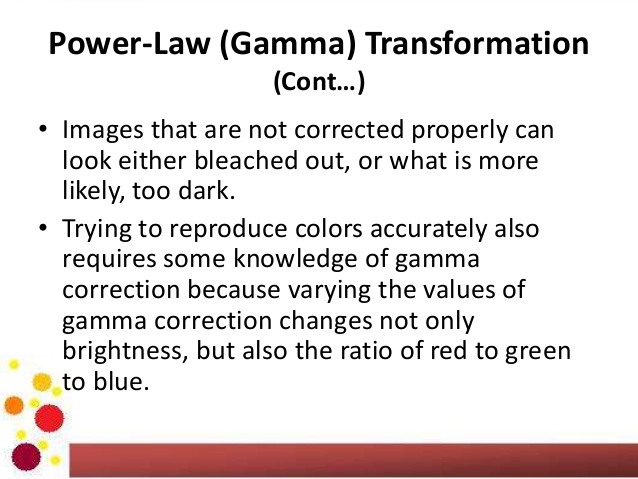 Power-Law (Gamma) Transformation
(Cont…)
• Images that are not corrected properly can
look either bleached out, or what is more
likely, too dark.
• Trying to reproduce colors accurately also
requires some knowledge of gamma
correction because varying the values of
gamma correction changes not only
brightness, but also the ratio of red to green
to blue.